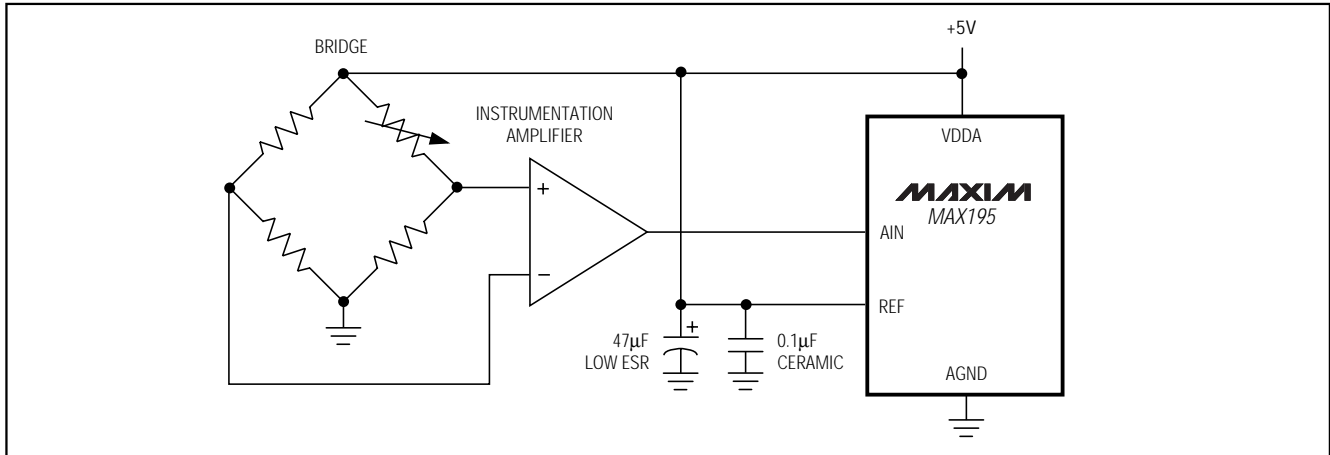 +5V
BRIDGE
INSTRUMENTATION
AMPLIFIER
VDDA
MAXIM
MAX195
+
AIN
−
REF
+
47µF
LOW ESR
0.1µF
CERAMIC
AGND